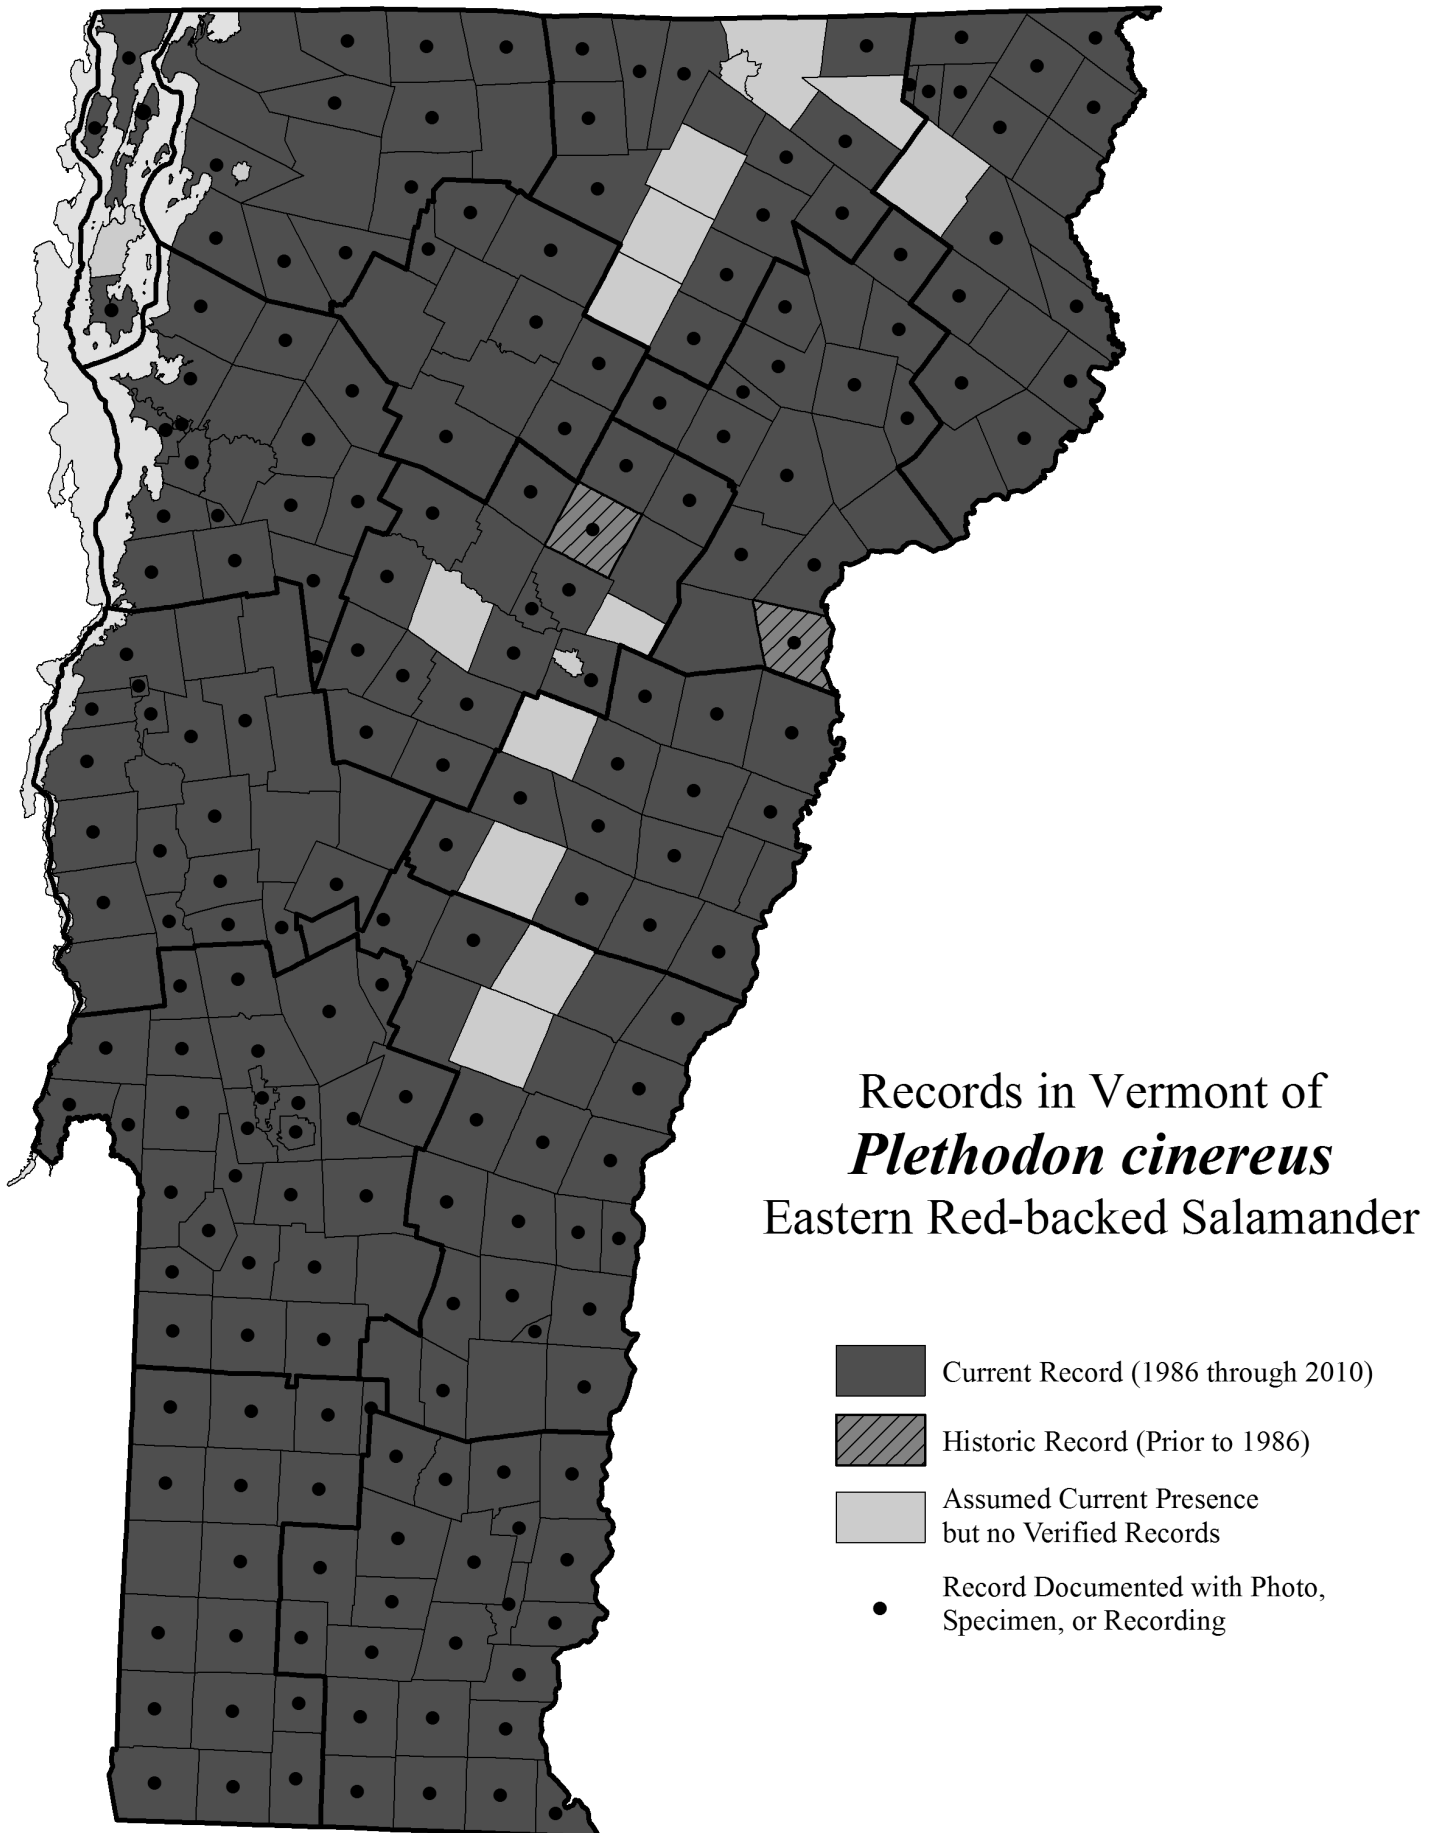 Records in Vermont of
Plethodon cinereus
Eastern Red-backed Salamander
Current Record (1986 through 2010)
Historic Record (Prior to 1986)
Assumed Current Presence
but no Verified Records
Record Documented with Photo,
Specimen, or Recording